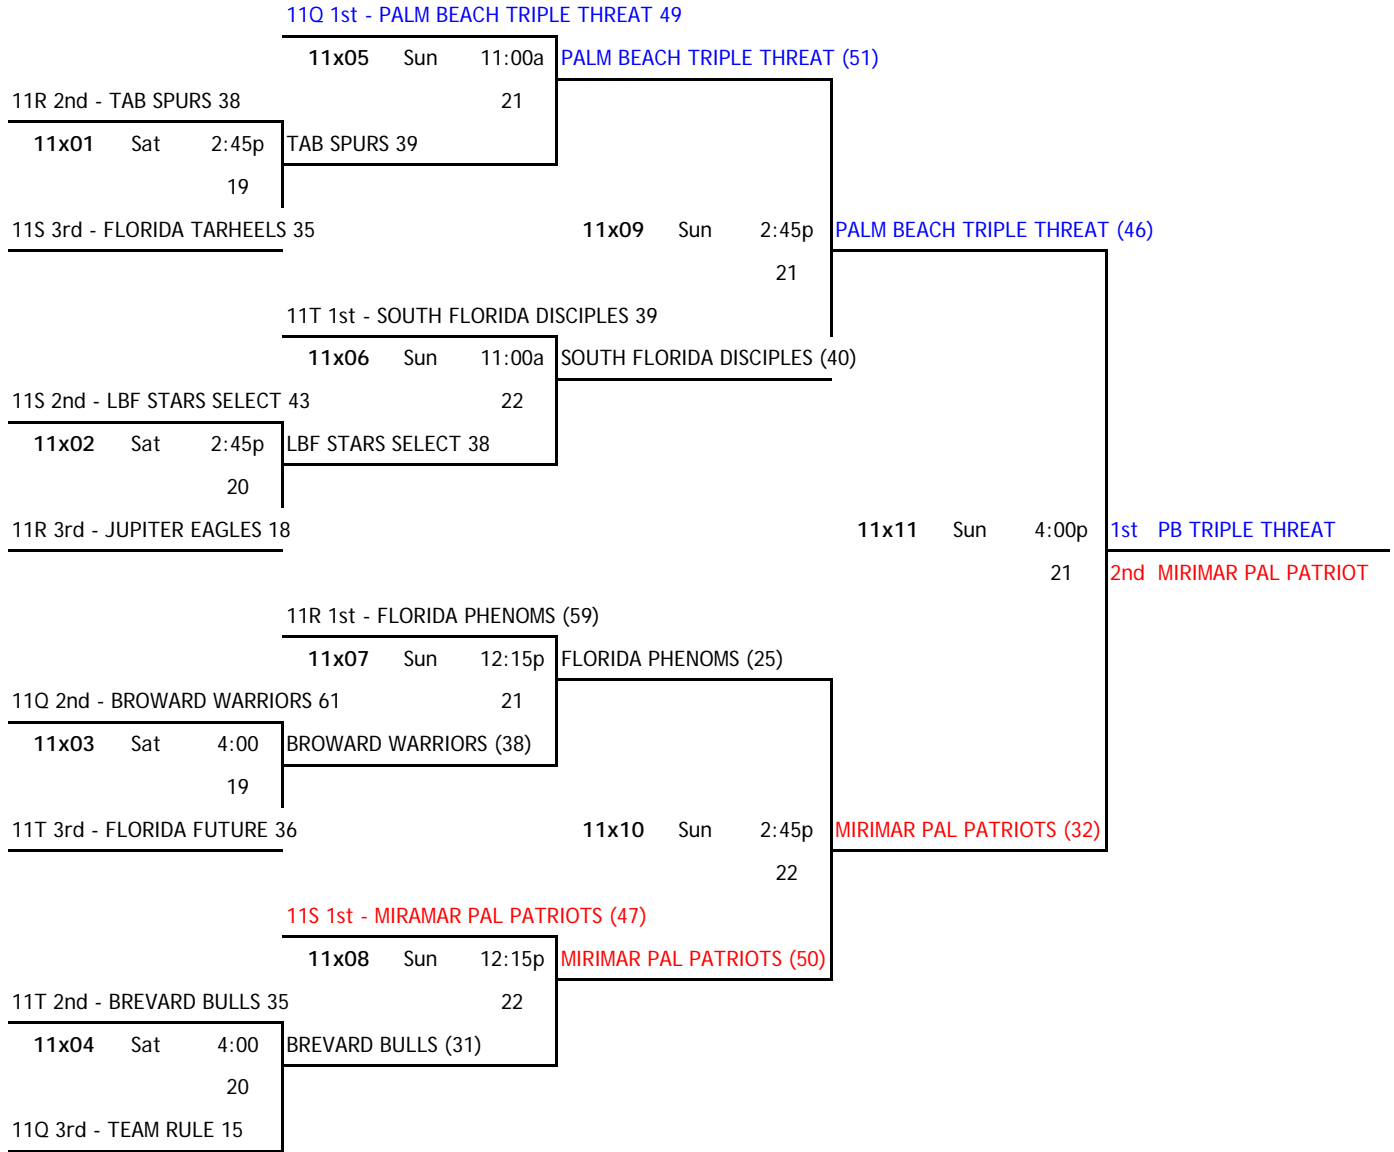 11Q 1st - PALM BEACH TRIPLE THREAT 49
11x05 Sun 11:00a PALM BEACH TRIPLE THREAT (51)
11R 2nd - TAB SPURS 38 21
11x01 Sat 2:45p TAB SPURS 39
19
11S 3rd - FLORIDA TARHEELS 35 11x09 Sun 2:45p PALM BEACH TRIPLE THREAT (46)
21
11T 1st - SOUTH FLORIDA DISCIPLES 39
11x06 Sun 11:00a SOUTH FLORIDA DISCIPLES (40)
11S 2nd - LBF STARS SELECT 43 22
11x02 Sat 2:45p LBF STARS SELECT 38
20
11R 3rd - JUPITER EAGLES 18 11x11 Sun 4:00p 1st PB TRIPLE THREAT
21 2nd MIRIMAR PAL PATRIOT
11R 1st - FLORIDA PHENOMS (59)
11x07 Sun 12:15p FLORIDA PHENOMS (25)
11Q 2nd - BROWARD WARRIORS 61 21
11x03 Sat 4:00 BROWARD WARRIORS (38)
19
11T 3rd - FLORIDA FUTURE 36 11x10 Sun 2:45p MIRIMAR PAL PATRIOTS (32)
22
11S 1st - MIRAMAR PAL PATRIOTS (47)
11x08 Sun 12:15p MIRIMAR PAL PATRIOTS (50)
11T 2nd - BREVARD BULLS 35 22
11x04 Sat 4:00 BREVARD BULLS (31)
20
11Q 3rd - TEAM RULE 15